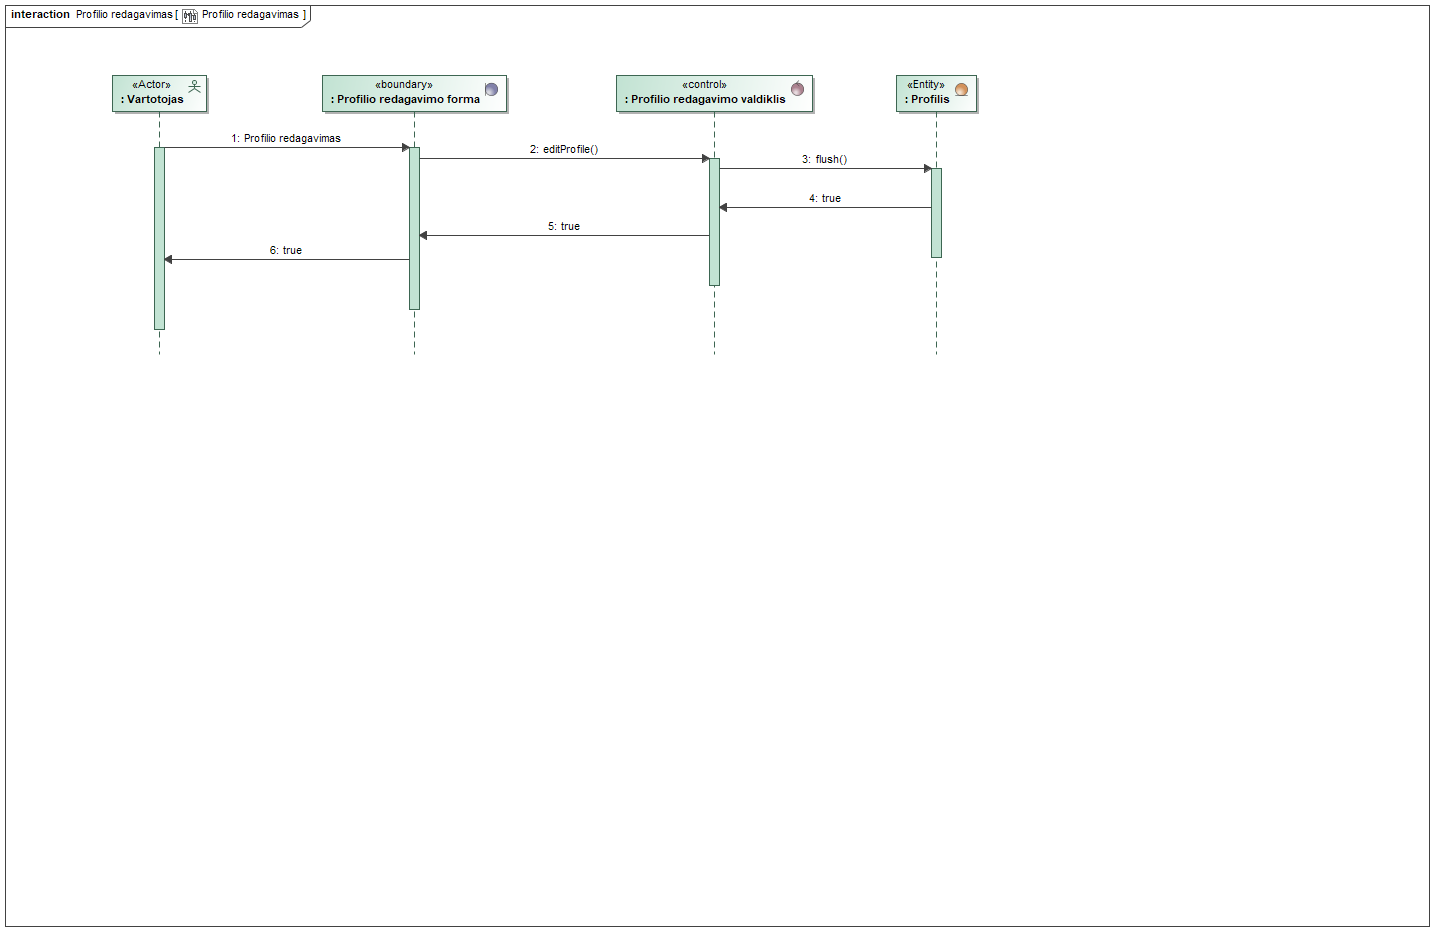 interaction Profilio redagavimas [ Profilio redagavimas ]
«Actor»
: Vartotojas
«boundary»
: Profilio redagavimo forma
«control»
: Profilio redagavimo valdiklis
«Entity»
: Profilis
1: Profilio redagavimas
2: editProfile()
3: flush()
4: true
5: true
6: true